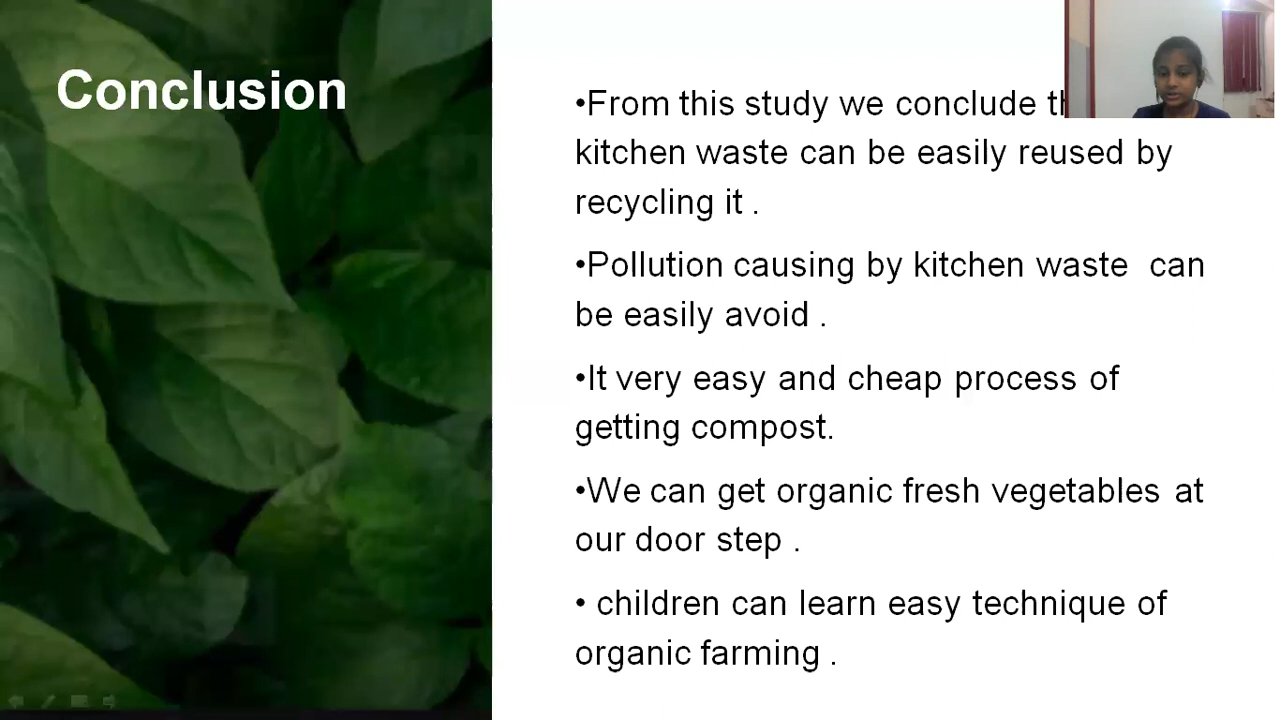 Conclusion
•From this study we conclude
kitchen waste can be easily reused by
recycling it .
•Pollution causing by kitchen waste can
be easily avoid .
•It very easy and cheap process of
getting compost.
•We can get organic fresh vegetables at
our door step .
• children can learn easy technique of
organic farming .